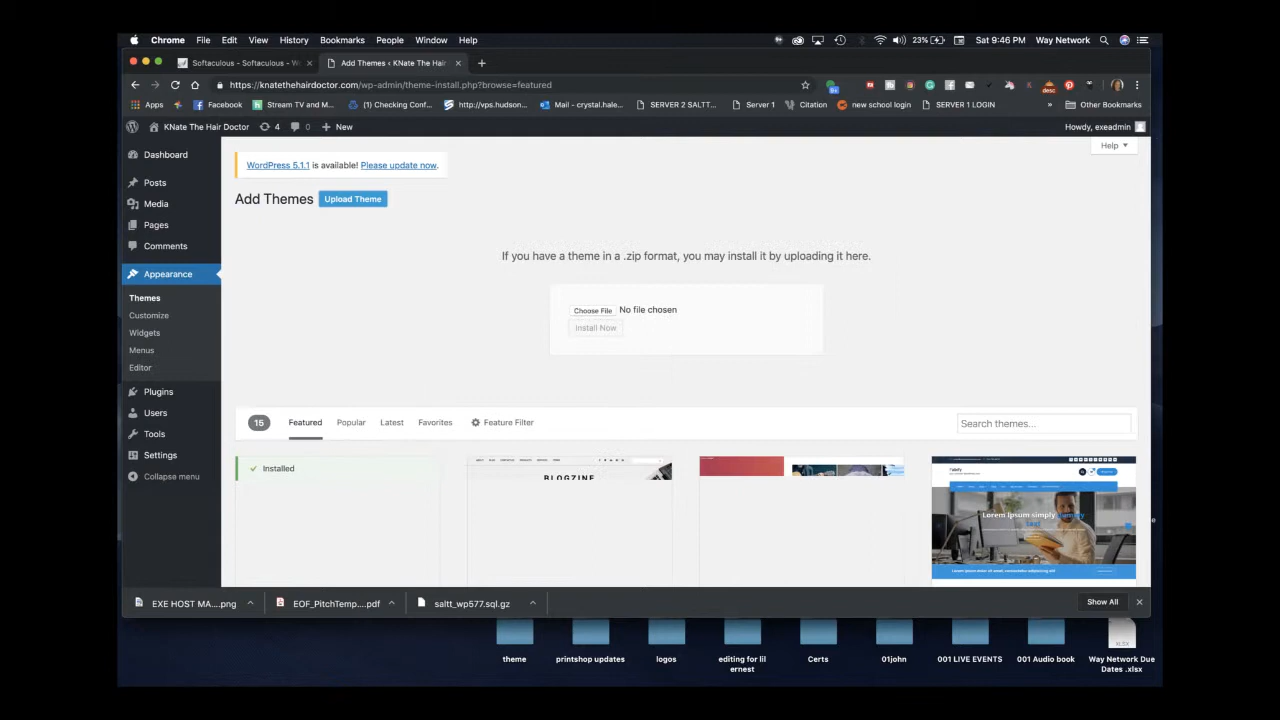 Chrome File Edit View History Bookmarks People Window Help 23% Sat 9:46 PM Way Network
Softaculous - Softaculous - W Add Themes ‹ KNate The Hair
https://knatethehairdoctor.com/wp-admin/theme-install.php?browse=featured
Apps Facebook Stream TV and M... (1) Checking Conf... http://vps.hudson... Mail - crystal.hale... SERVER 2 SALTT... Server 1 Citation new school login SERVER 1 LOGIN » Other Bookmarks
KNate The Hair Doctor 4 0 New Howdy, exeadmin
Help
Dashboard
Posts
Media
Pages
Comments
Appearance
Themes
Customize
Widgets
Menus
Editor
Plugins
Users
Tools
Settings
Collapse menu
WordPress 5.1.1 is available! Please update now.
Add Themes Upload Theme
If you have a theme in a .zip format, you may install it by uploading it here.
Choose File No file chosen
Install Now
15 Featured Popular Latest Favorites Feature Filter Search themes...
Installed
BLOGZINE
Lorem Ipsum simply dummy
text
EXE HOST MA....png EOF_PitchTemp....pdf saltt_wp577.sql.gz Show All
theme printshop updates logos editing for lil ernest Certs 01john 001 LIVE EVENTS 001 Audio book Way Network Due Dates .xlsx
XLSX